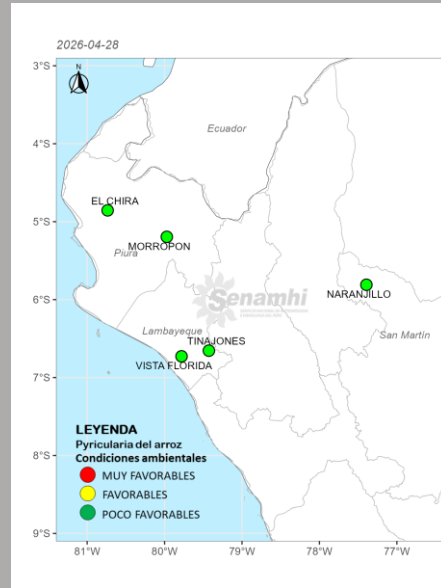 2026-04-28
3°S
N
Ecuador
4°S
EL CHIRA
5°S
MORROPON
Piura
NARANJILLO
6°S
Senamhi
Lambayeque
San Martín
TINAJONES
VISTA FLORIDA
7°S
LEYENDA
Pyricularia del arroz
Condiciones ambientales
8°S
MUY FAVORABLES
FAVORABLES
POCO FAVORABLES
9°S
81°W 80°W 79°W 78°W 77°W